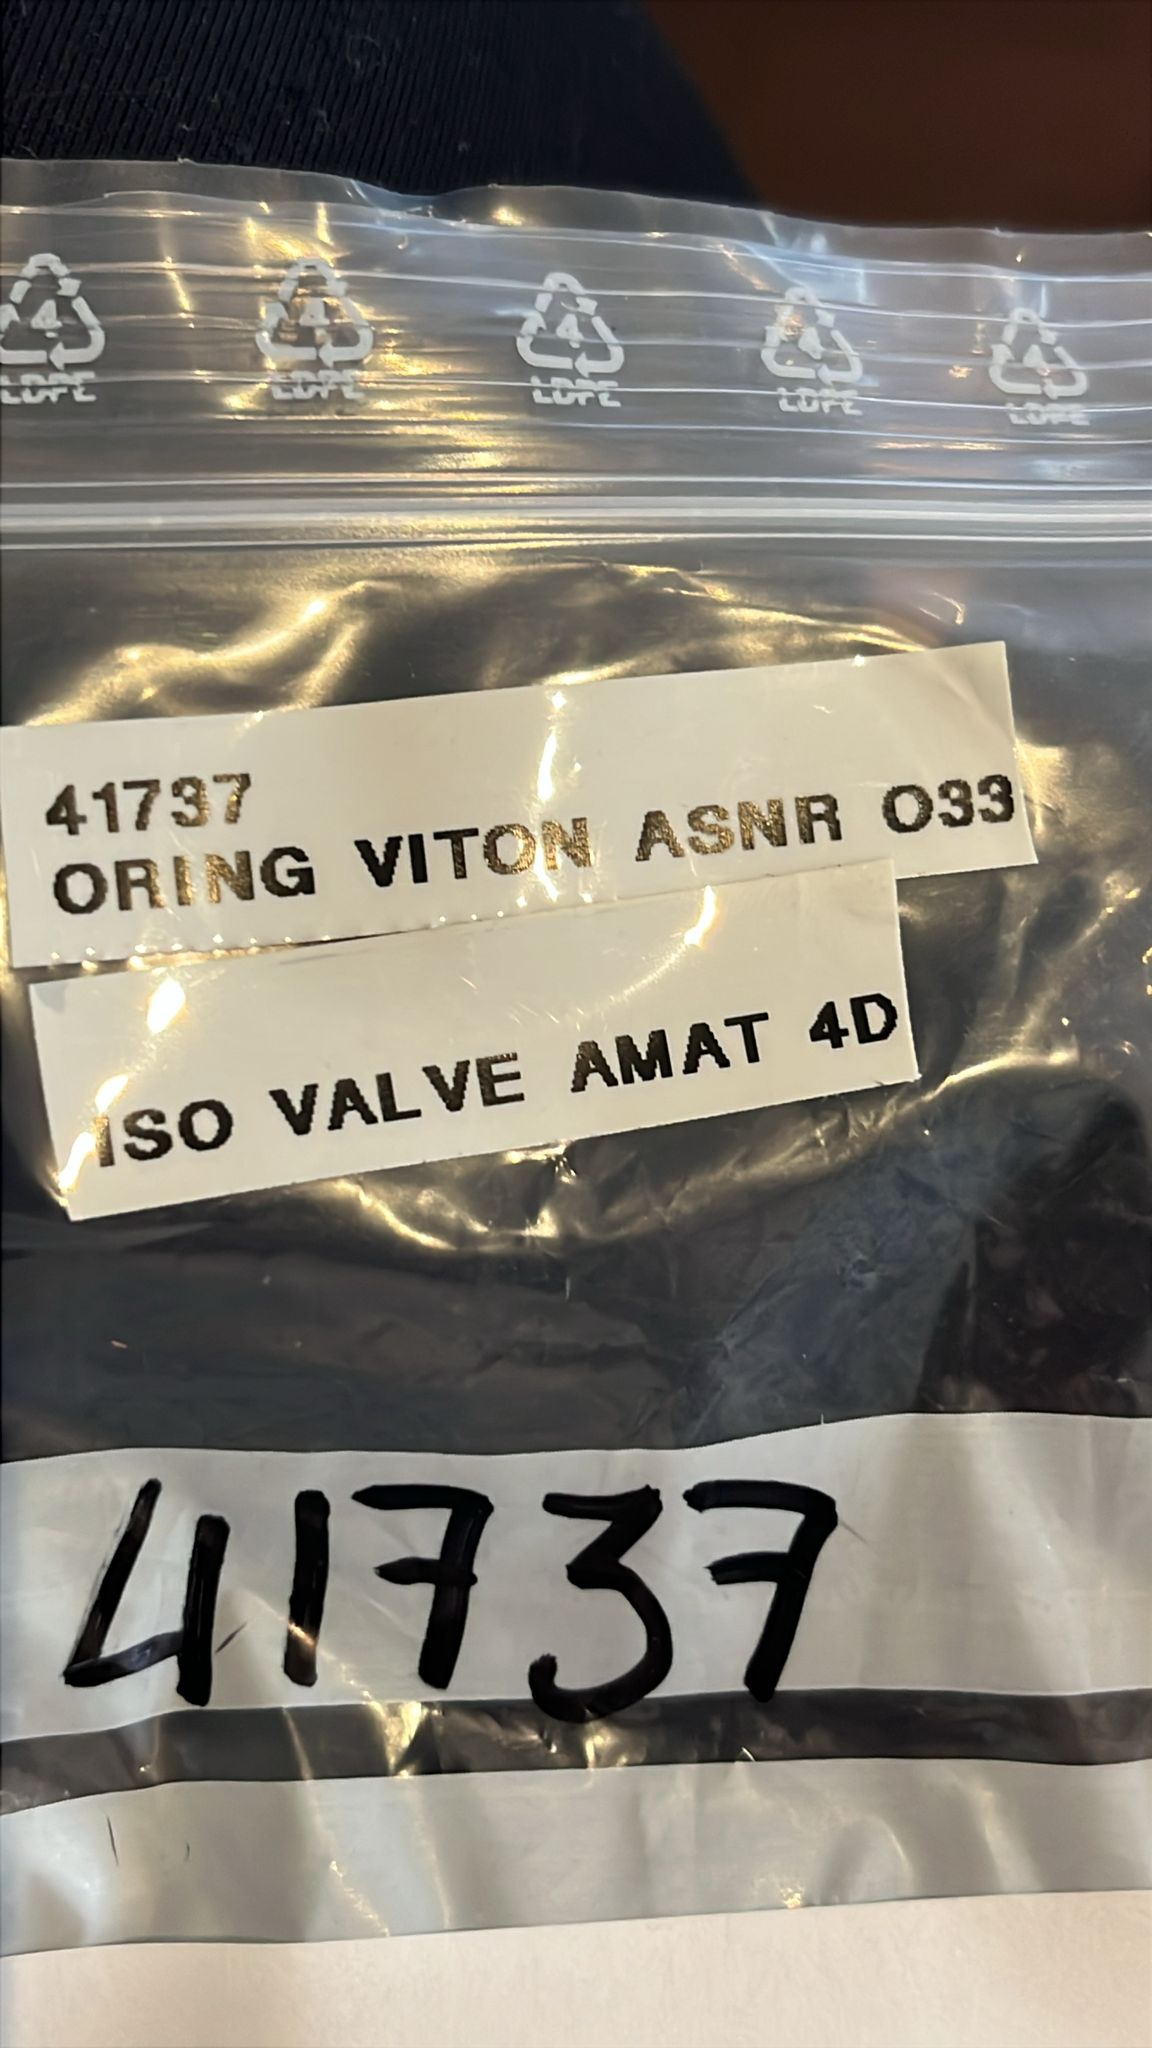 4 4 4 4 4
LDPE LDPE LDPE LDPE LDPE
41737
ORING VITON ASNR O33
ISO VALVE AMAT 4D
41737